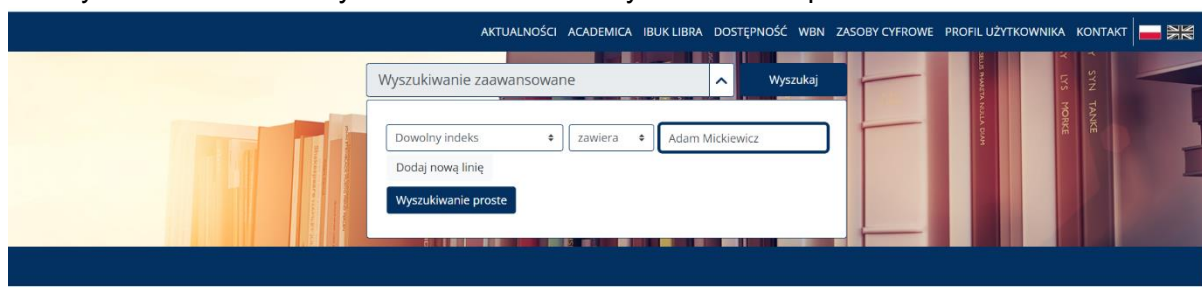 AKTUALNOŚCI ACADEMICA IBUK LIBRA DOSTĘPNOŚĆ WBN ZASOBY CYFROWE PROFIL UŻYTKOWNIKA KONTAKT
Wyszukiwanie zaawansowane Wyszukaj
Dowolny indeks zawiera Adam Mickiewicz
Dodaj nową linię
Wyszukiwanie proste
SYN TANKE
LYS MORKE